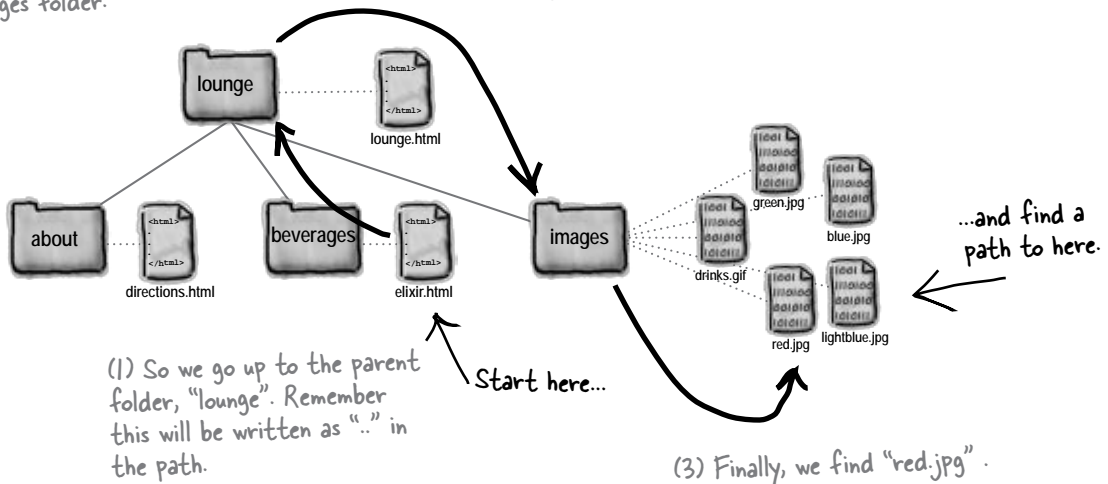 ges folder.
lounge
<html>
.
.
.
</html>
lounge.html
about
<html>
.
.
.
</html>
directions.html
beverages
<html>
.
.
.
</html>
elixir.html
images
green.jpg
blue.jpg
drinks.gif
red.jpg
lightblue.jpg
...and find a
path to here.
Start here...
(1) So we go up to the parent
folder, "lounge". Remember
this will be written as ".." in
the path.
(3) Finally, we find "red.jpg".